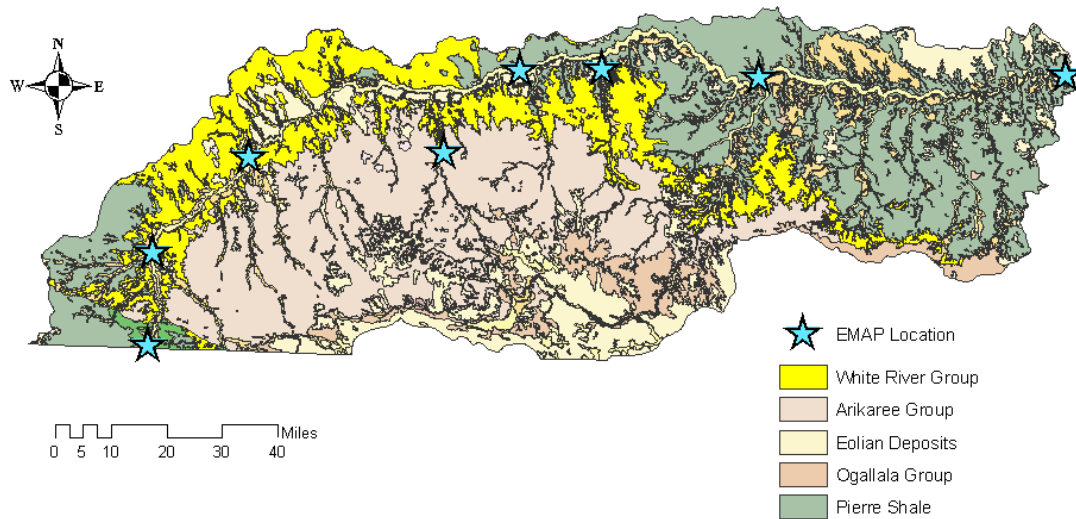 N
W E
S
EMAP Location
White River Group
Arikaree Group
Eolian Deposits
Ogallala Group
Pierre Shale
Miles
0 5 10 20 30 40